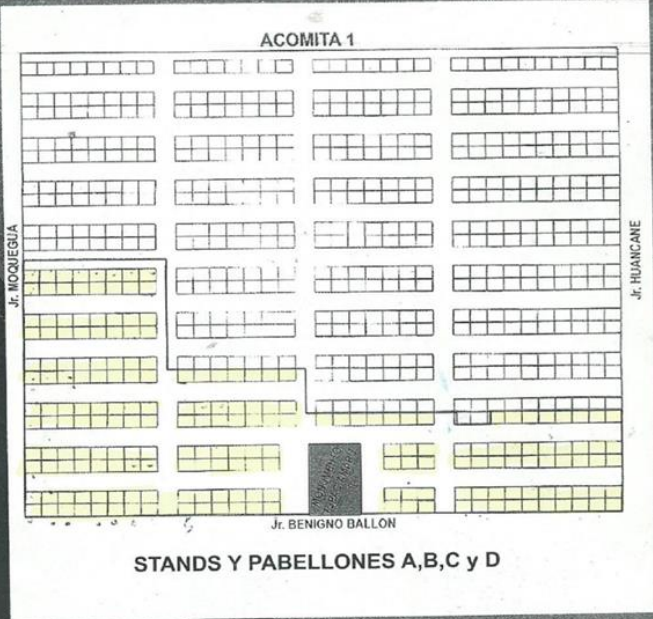 ACOMITA 1
Jr. MOQUEGUA
Jr. HUANCANE
Jr. BENIGNO BALLON
STANDS Y PABELLONES A,B,C y D